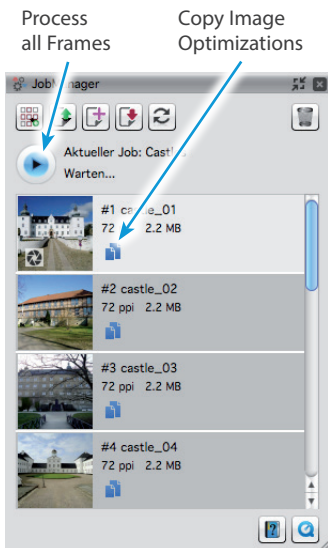 Process
all Frames
Copy Image
Optimizations
JobManager
Aktueller Job: Castl...
Warten...
#1 castle_01
72 ppi 2.2 MB
#2 castle_02
72 ppi 2.2 MB
#3 castle_03
72 ppi 2.2 MB
#4 castle_04
72 ppi 2.2 MB